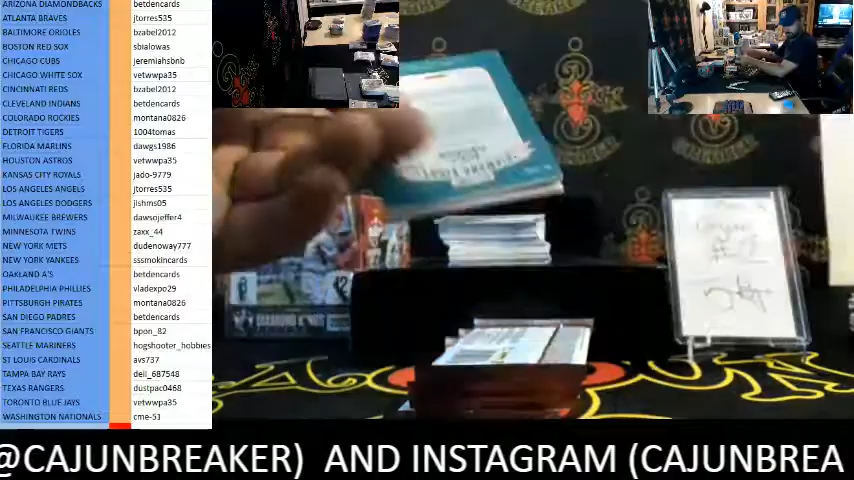 ARIZONA DIAMONDBACKS betdencards
ATLANTA BRAVES jtorres535
BALTIMORE ORIOLES bzabel2012
BOSTON RED SOX sbialowas
CHICAGO CUBS jeremiahsbnb
CHICAGO WHITE SOX vetwwpa35
CINCINNATI REDS bzabel2012
CLEVELAND INDIANS betdencards
COLORADO ROCKIES montana0826
DETROIT TIGERS 1004tomas
FLORIDA MARLINS dawgs1986
HOUSTON ASTROS vetwwpa35
KANSAS CITY ROYALS jado-9779
LOS ANGELES ANGELS jtorres535
LOS ANGELES DODGERS jishms05
MILWAUKEE BREWERS dawsojeffer4
MINNESOTA TWINS zaxx_44
NEW YORK METS dudenoway777
NEW YORK YANKEES sssmokincards
OAKLAND A'S betdencards
PHILADELPHIA PHILLIES vladexpo29
PITTSBURGH PIRATES montana0826
SAN DIEGO PADRES betdencards
SAN FRANCISCO GIANTS bpon_82
SEATTLE MARINERS hogshooter_hobbies
ST LOUIS CARDINALS avs737
TAMPA BAY RAYS deli_687548
TEXAS RANGERS dustpac0468
TORONTO BLUE JAYS vetwwpa35
WASHINGTON NATIONALS cme-53
@CAJUNBREAKER) AND INSTAGRAM (CAJUNBREA